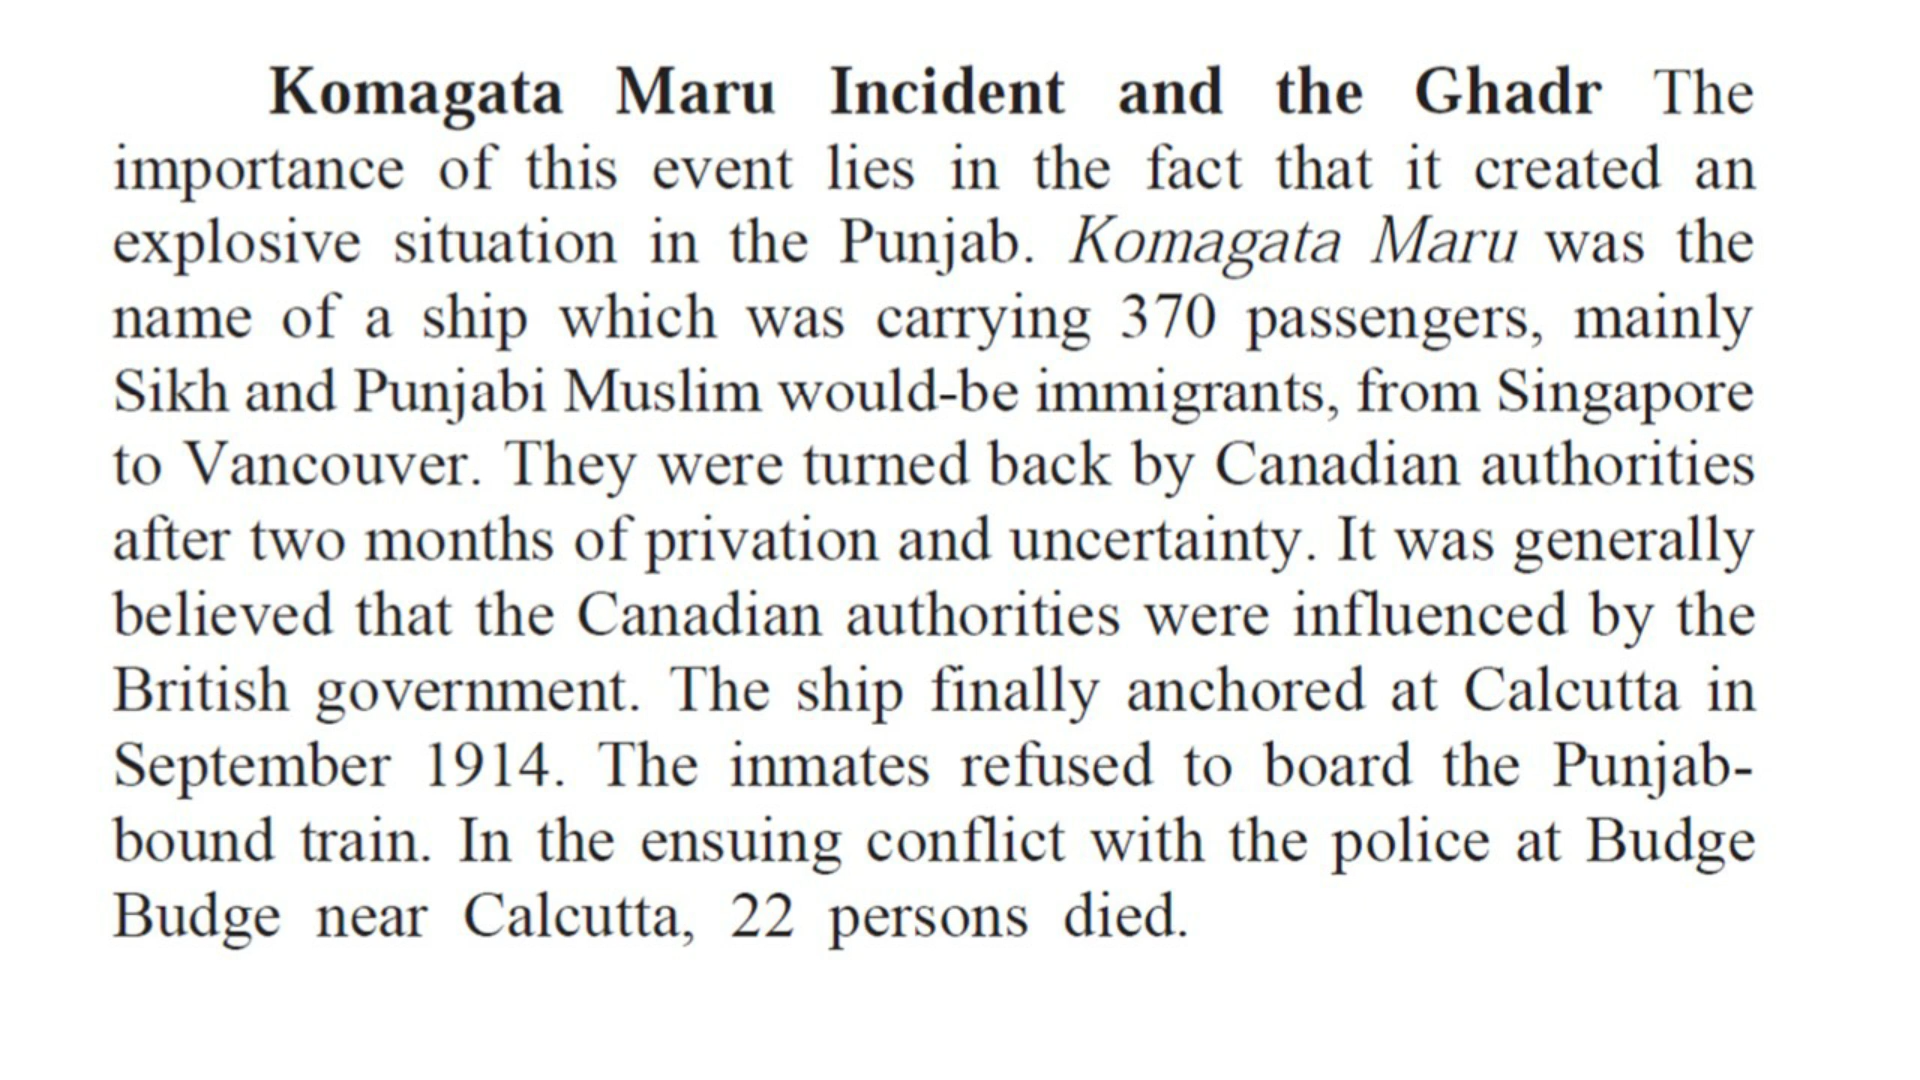 Komagata Maru Incident and the Ghadr The
importance of this event lies in the fact that it created an
explosive situation in the Punjab. Komagata Maru was the
name of a ship which was carrying 370 passengers, mainly
Sikh and Punjabi Muslim would-be immigrants, from Singapore
to Vancouver. They were turned back by Canadian authorities
after two months of privation and uncertainty. It was generally
believed that the Canadian authorities were influenced by the
British government. The ship finally anchored at Calcutta in
September 1914. The inmates refused to board the Punjab-
bound train. In the ensuing conflict with the police at Budge
Budge near Calcutta, 22 persons died.